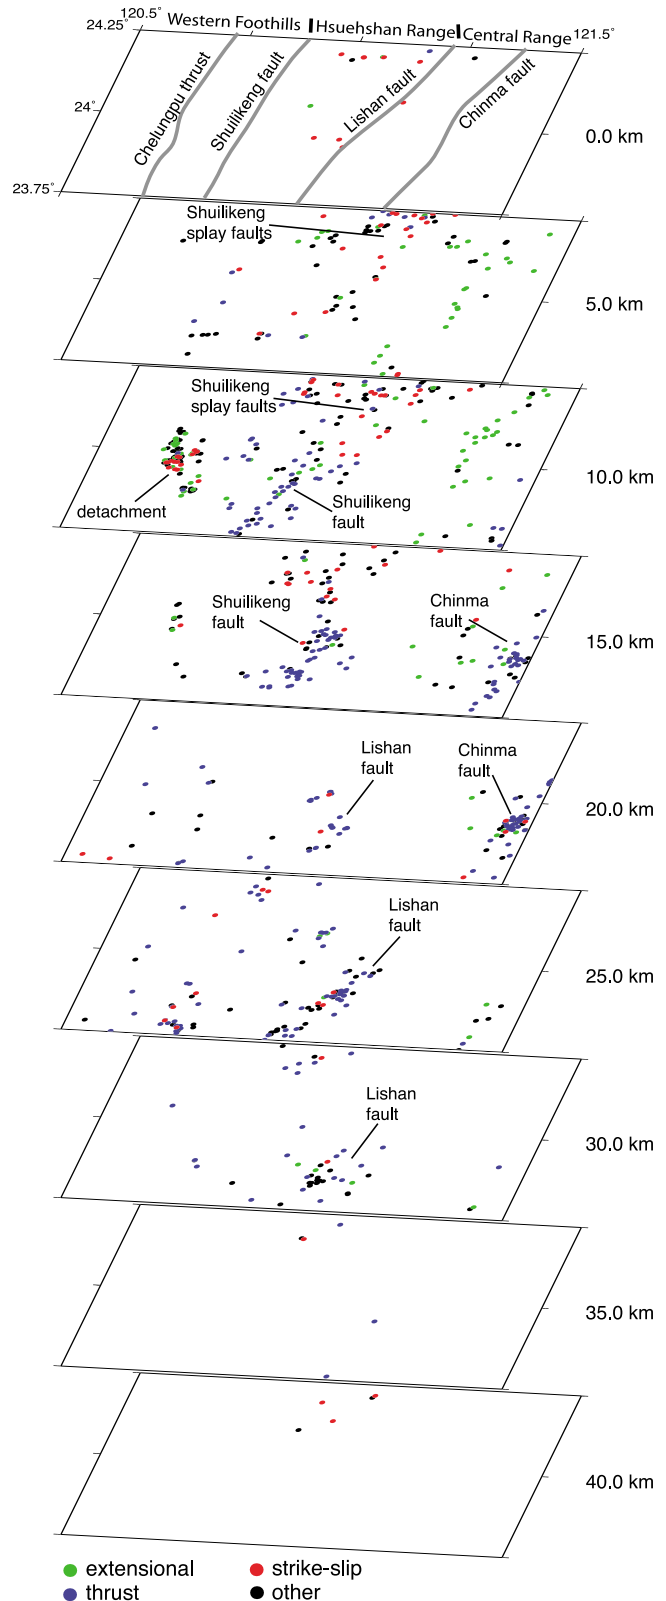 120.5°
Western Foothills
Hsuehshan Range
Central Range
121.5°
24.25°
Chelungpu thrust
Shuilikeng fault
Lishan fault
Chinma fault
24°
0.0 km
23.75°
Shuilikeng
splay faults
5.0 km
Shuilikeng
splay faults
10.0 km
detachment
Shuilikeng
fault
Shuilikeng
fault
Chinma
fault
15.0 km
Lishan
fault
Chinma
fault
20.0 km
Lishan
fault
25.0 km
Lishan
fault
30.0 km
35.0 km
40.0 km
extensional
strike-slip
thrust
other